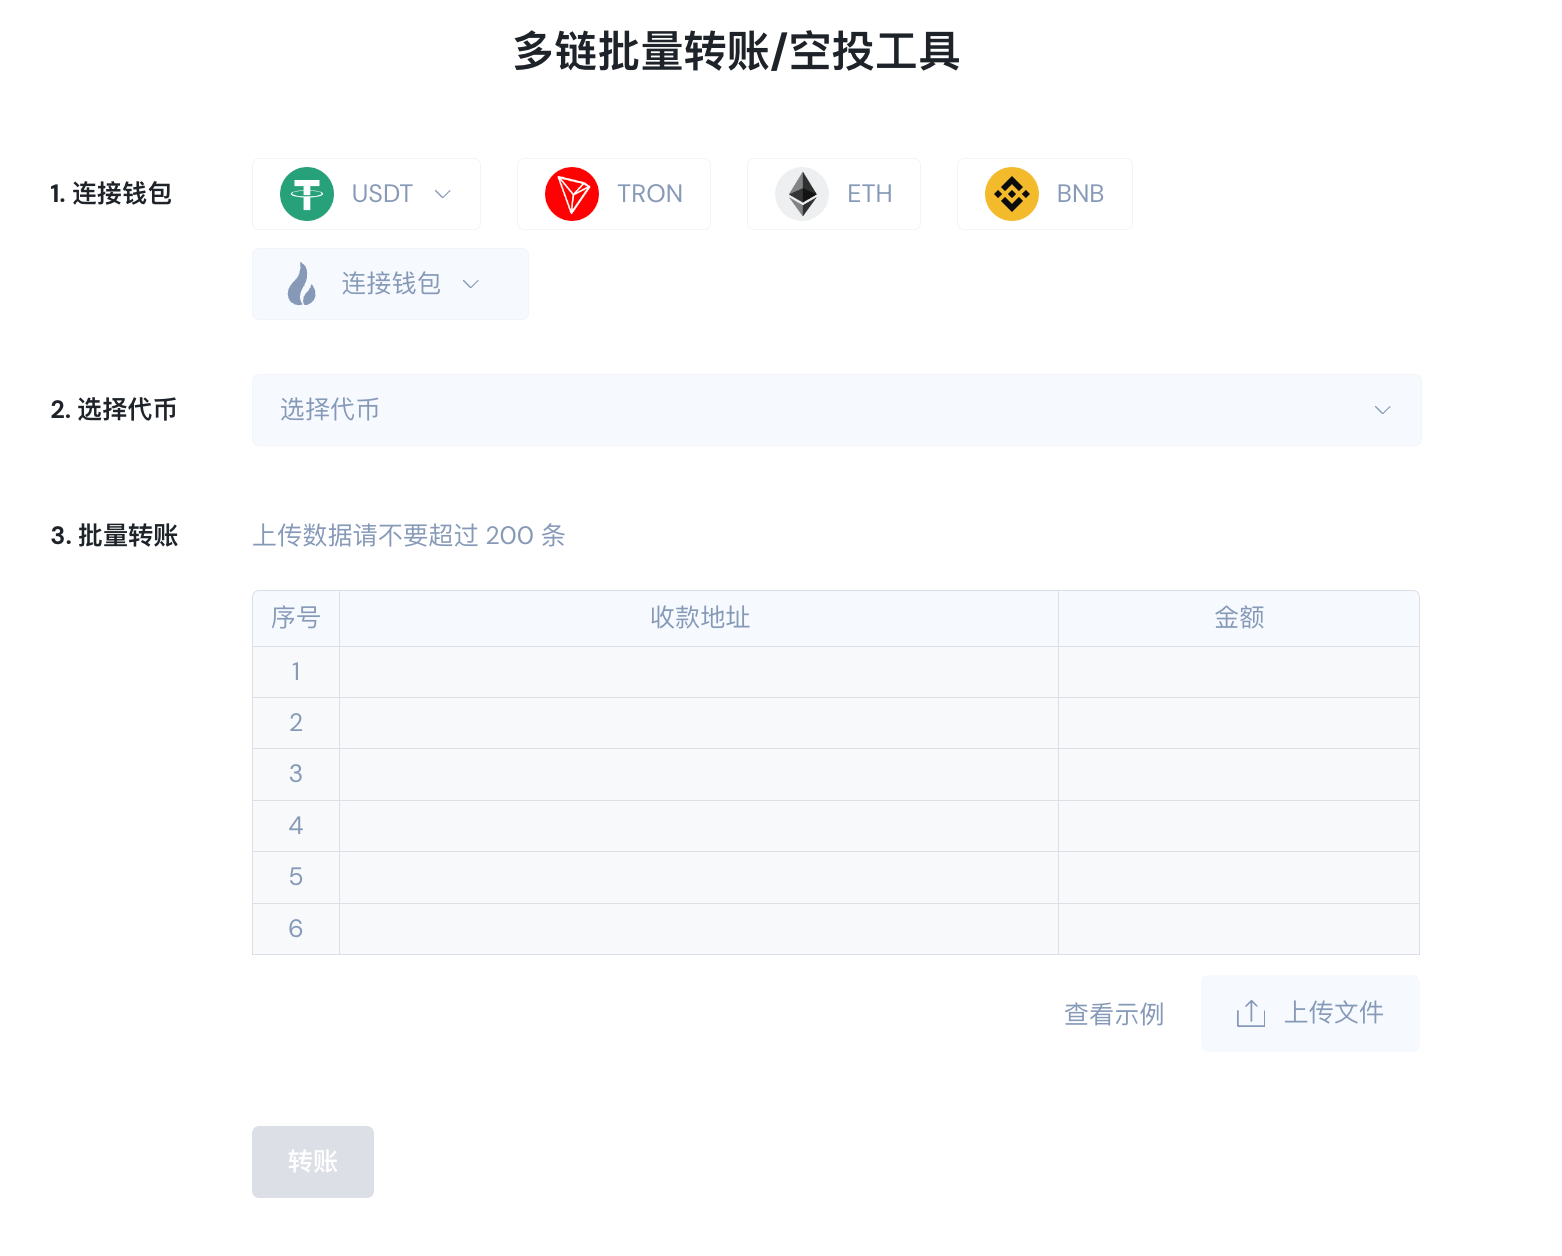 多链批量转账/空投工具
1. 连接钱包
USDT
TRON
ETH
BNB
连接钱包
2. 选择代币
选择代币
3. 批量转账
上传数据请不要超过 200 条
序号 收款地址 金额
1
2
3
4
5
6
查看示例
上传文件
转账